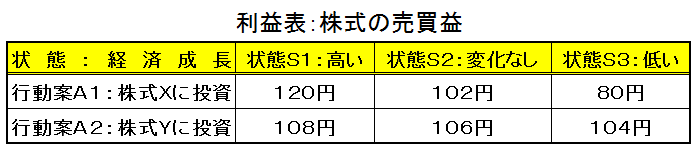 利益表：株式の売買益
状態：経済成長 状態Ｓ１：高い 状態Ｓ２：変化なし 状態Ｓ３：低い
行動案Ａ１：株式Ｘに投資 １２０円 １０２円 ８０円
行動案Ａ２：株式Ｙに投資 １０８円 １０６円 １０４円